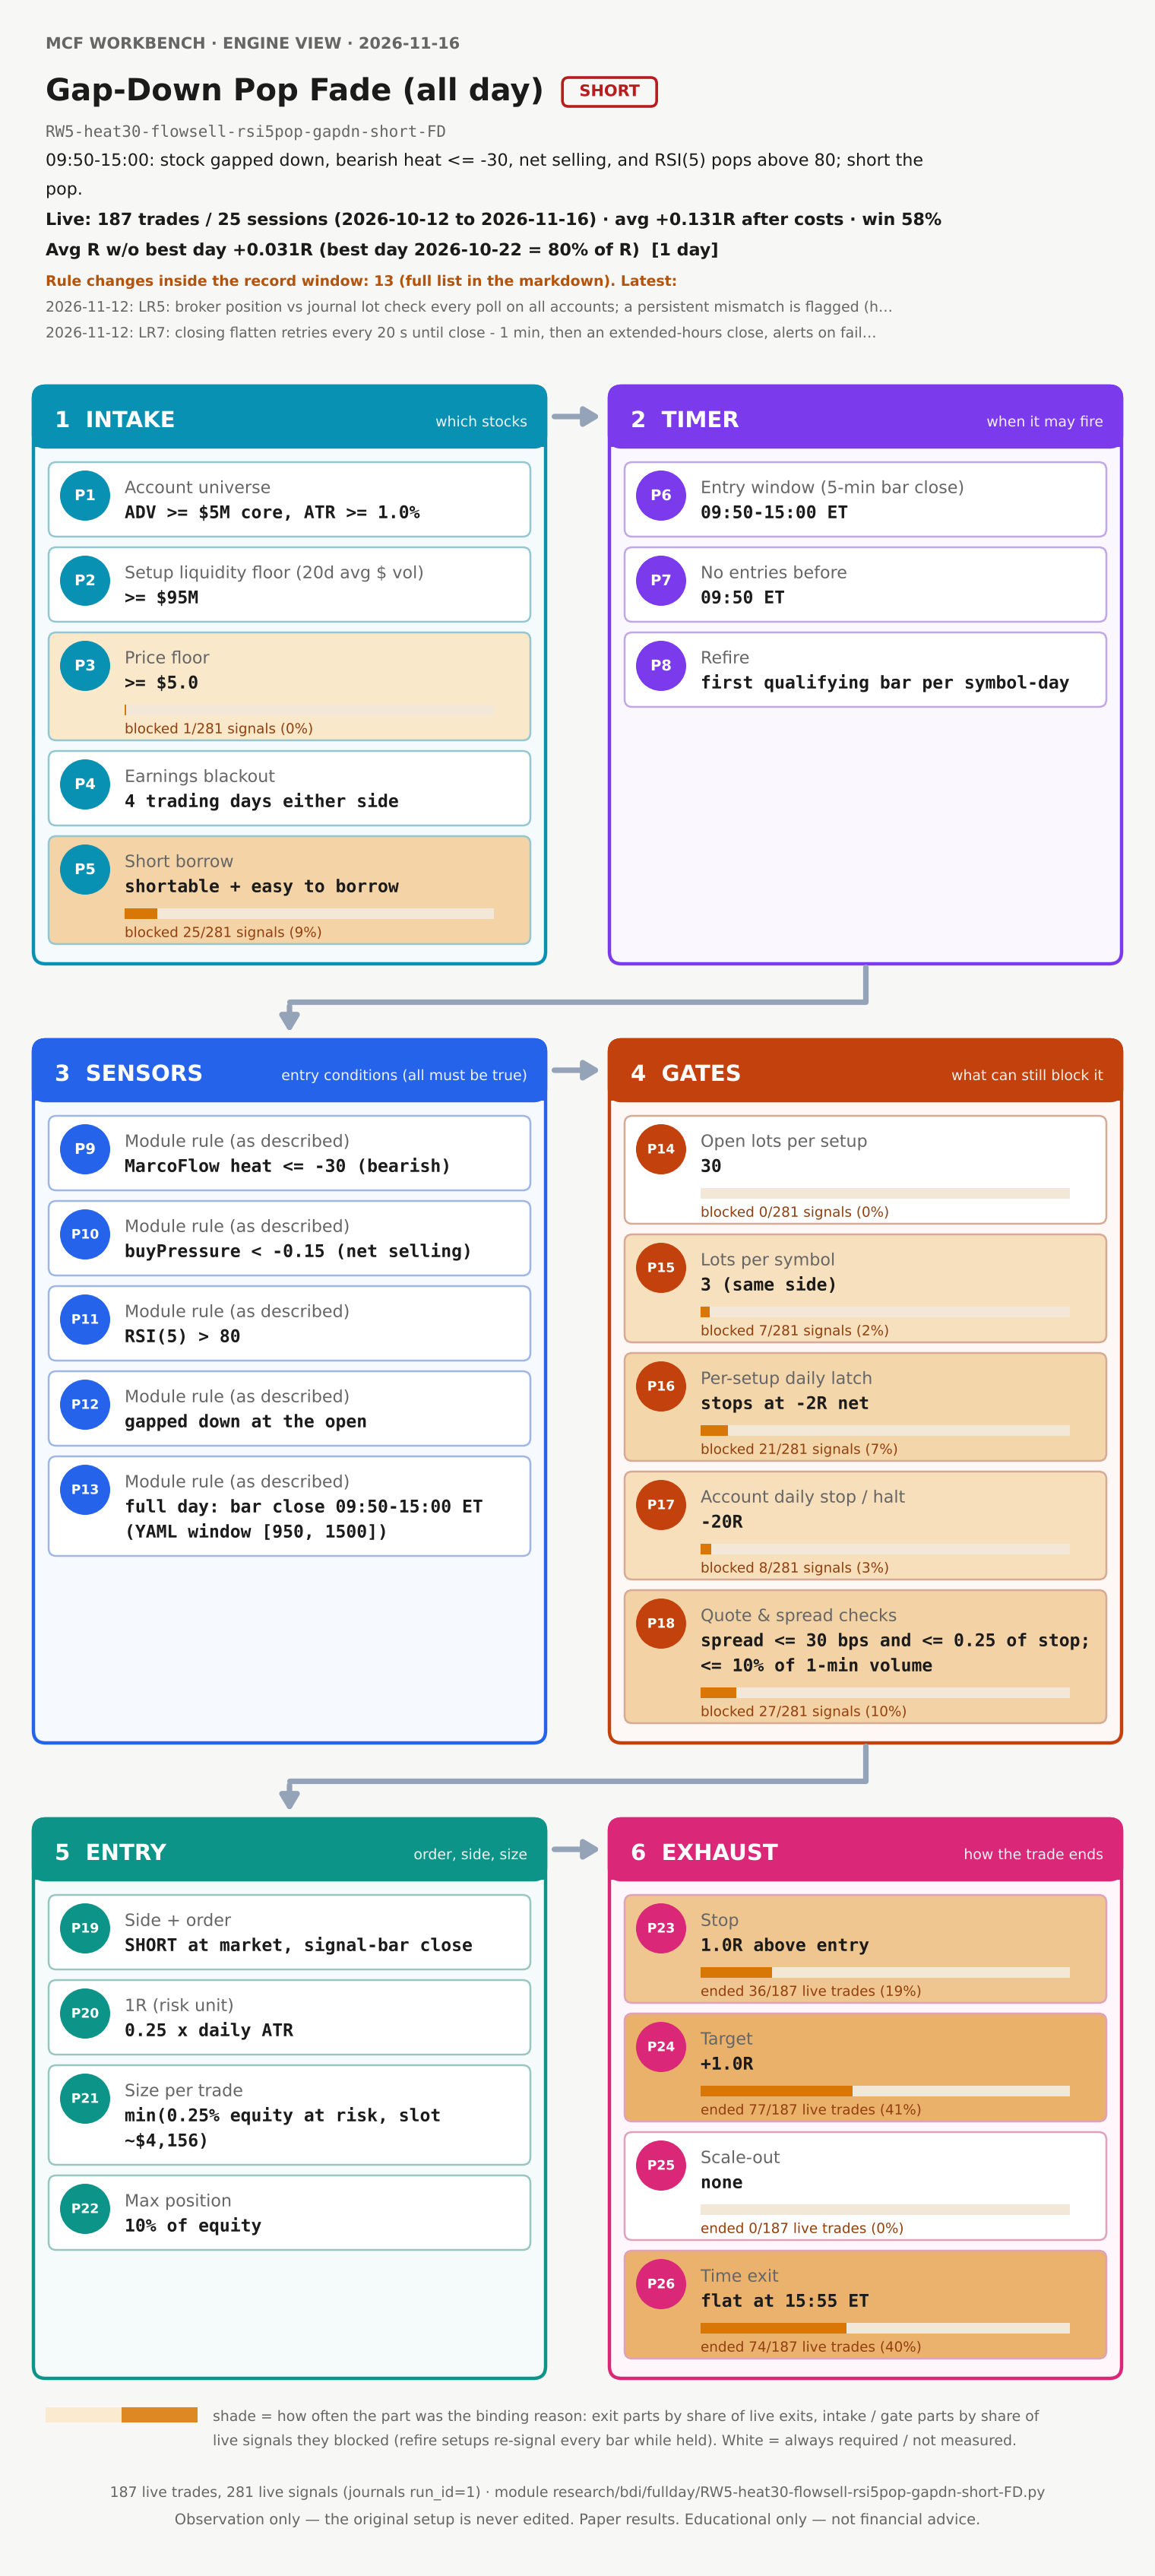 MCF WORKBENCH · ENGINE VIEW · 2026-11-16
Gap-Down Pop Fade (all day) SHORT
RW5-heat30-flowsell-rsi5pop-gapdn-short-FD
09:50-15:00: stock gapped down, bearish heat <= -30, net selling, and RSI(5) pops above 80; short the
pop.
Live: 187 trades / 25 sessions (2026-10-12 to 2026-11-16) · avg +0.131R after costs · win 58%
Avg R w/o best day +0.031R (best day 2026-10-22 = 80% of R) [1 day]
Rule changes inside the record window: 13 (full list in the markdown). Latest:
2026-11-12: LR5: broker position vs journal lot check every poll on all accounts; a persistent mismatch is flagged (h…
2026-11-12: LR7: closing flatten retries every 20 s until close - 1 min, then an extended-hours close, alerts on fail…
1 INTAKE which stocks
P1 Account universe
ADV >= $5M core, ATR >= 1.0%
P2 Setup liquidity floor (20d avg $ vol)
>= $95M
P3 Price floor
>= $5.0
blocked 1/281 signals (0%)
P4 Earnings blackout
4 trading days either side
P5 Short borrow
shortable + easy to borrow
blocked 25/281 signals (9%)
2 TIMER when it may fire
P6 Entry window (5-min bar close)
09:50-15:00 ET
P7 No entries before
09:50 ET
P8 Refire
first qualifying bar per symbol-day
3 SENSORS entry conditions (all must be true)
P9 Module rule (as described)
MarcoFlow heat <= -30 (bearish)
P10 Module rule (as described)
buyPressure < -0.15 (net selling)
P11 Module rule (as described)
RSI(5) > 80
P12 Module rule (as described)
gapped down at the open
P13 Module rule (as described)
full day: bar close 09:50-15:00 ET
(YAML window [950, 1500])
4 GATES what can still block it
P14 Open lots per setup
30
blocked 0/281 signals (0%)
P15 Lots per symbol
3 (same side)
blocked 7/281 signals (2%)
P16 Per-setup daily latch
stops at -2R net
blocked 21/281 signals (7%)
P17 Account daily stop / halt
-20R
blocked 8/281 signals (3%)
P18 Quote & spread checks
spread <= 30 bps and <= 0.25 of stop;
<= 10% of 1-min volume
blocked 27/281 signals (10%)
5 ENTRY order, side, size
P19 Side + order
SHORT at market, signal-bar close
P20 1R (risk unit)
0.25 x daily ATR
P21 Size per trade
min(0.25% equity at risk, slot
~$4,156)
P22 Max position
10% of equity
6 EXHAUST how the trade ends
P23 Stop
1.0R above entry
ended 36/187 live trades (19%)
P24 Target
+1.0R
ended 77/187 live trades (41%)
P25 Scale-out
none
ended 0/187 live trades (0%)
P26 Time exit
flat at 15:55 ET
ended 74/187 live trades (40%)
shade = how often the part was the binding reason: exit parts by share of live exits, intake / gate parts by share of
live signals they blocked (refire setups re-signal every bar while held). White = always required / not measured.
187 live trades, 281 live signals (journals run_id=1) · module research/bdi/fullday/RW5-heat30-flowsell-rsi5pop-gapdn-short-FD.py
Observation only — the original setup is never edited. Paper results. Educational only — not financial advice.